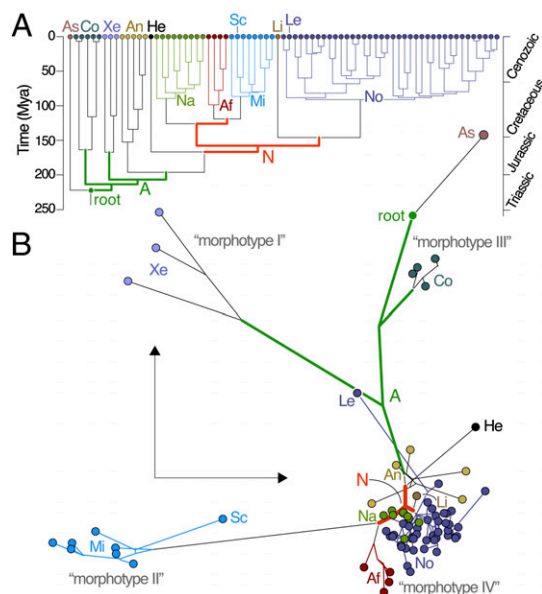 A
As Co Xe An He Sc Li Le
Time (Mya)
0
50
100
150
200
250
Na
Af
Mi
No
N
A
root
Cenozoic
Cretaceous
Jurassic
Triassic
As
root
B
"morphotype I"
"morphotype III"
Xe
Co
A
Le
He
An
N
Li
Na
Sc
Mi
No
"morphotype II"
Af
"morphotype IV"